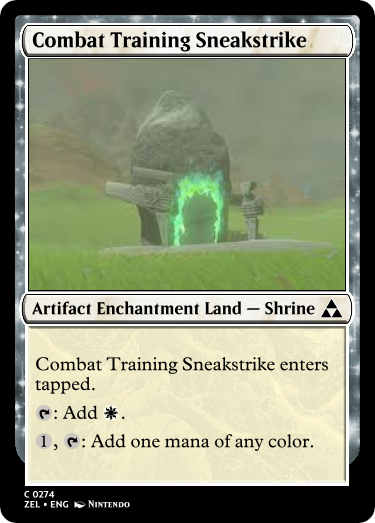 Combat Training Sneakstrike
Artifact Enchantment Land — Shrine
Combat Training Sneakstrike enters
tapped.
: Add .
1, : Add one mana of any color.
C 0274
ZEL • ENG Nintendo